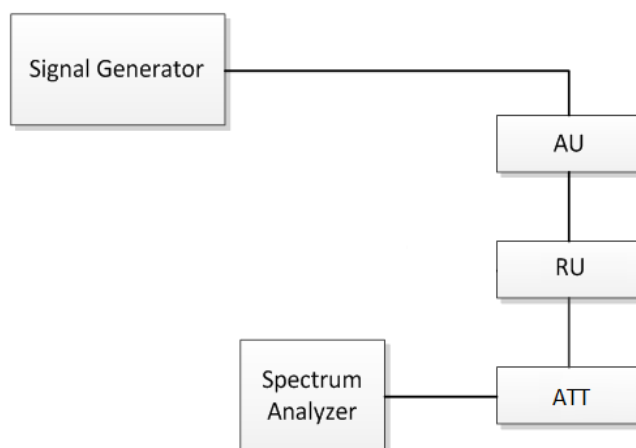 Signal Generator
AU
RU
ATT
Spectrum
Analyzer